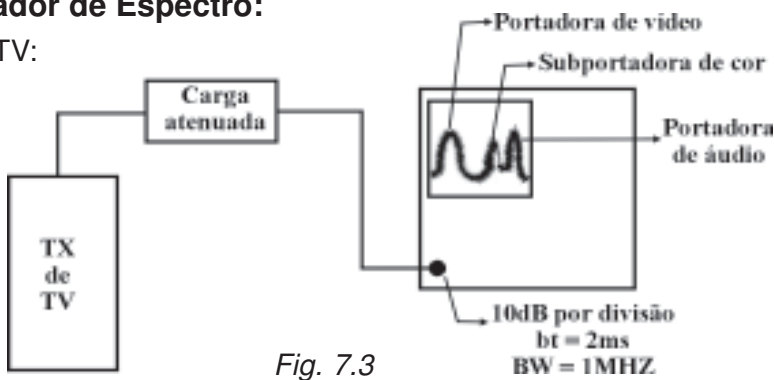 ador de Espectro:
TV:
Portadora de video
Subportadora de cor
Carga
atenuada
Portadora
de áudio
TX
de
TV
10dB por divisão
bt = 2ms
BW = 1MHZ
Fig. 7.3